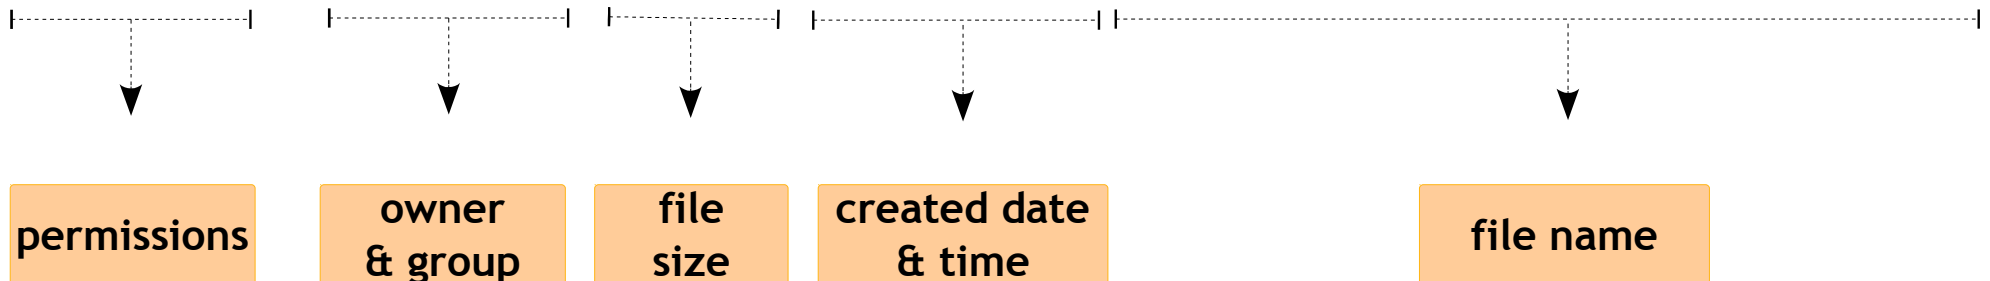 permissions
owner
& group
file
size
created date
& time
file name